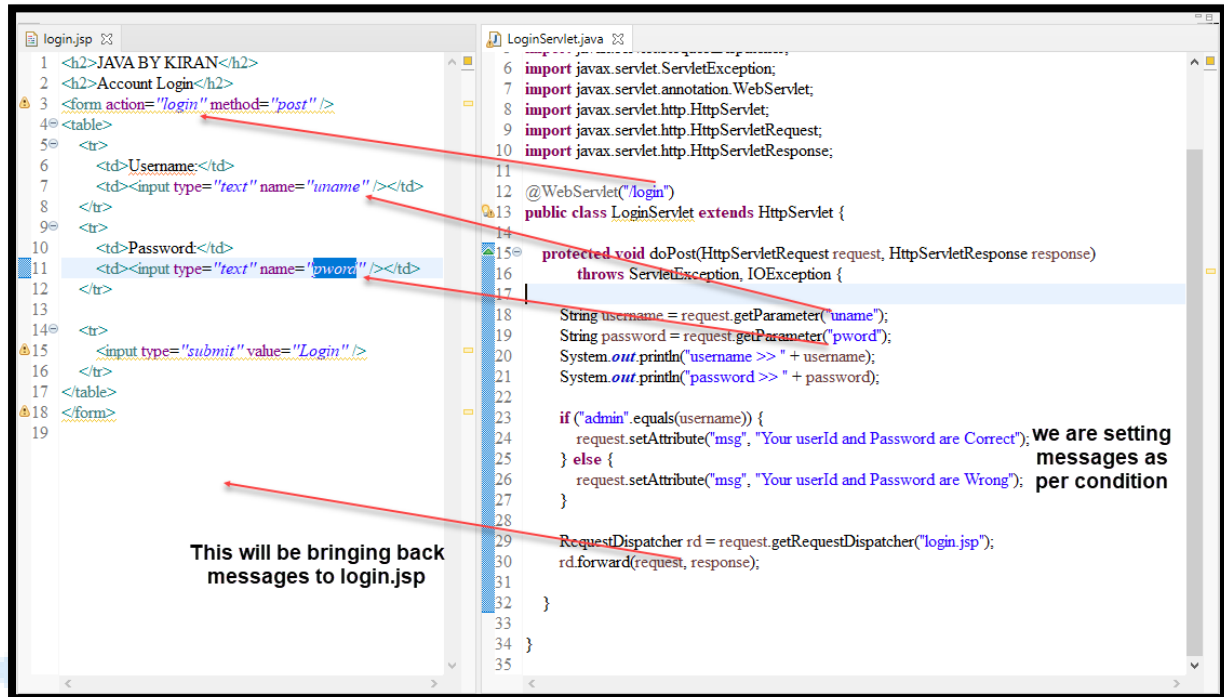 login.jsp
1 <h2>JAVA BY KIRAN</h2>
2 <h2>Account Login</h2>
3 <form action="login" method="post" />
4 <table>
5 <tr>
6 <td>Username:</td>
7 <td><input type="text" name="uname" /></td>
8 </tr>
9 <tr>
10 <td>Password:</td>
11 <td><input type="text" name="pword" /></td>
12 </tr>
13
14 <tr>
15 <input type="submit" value="Login" />
16 </tr>
17 </table>
18 </form>
19
This will be bringing back
messages to login.jsp
LoginServlet.java
6 import javax.servlet.ServletException;
7 import javax.servlet.annotation.WebServlet;
8 import javax.servlet.http.HttpServlet;
9 import javax.servlet.http.HttpServletRequest;
10 import javax.servlet.http.HttpServletResponse;
11
12 @WebServlet("/login")
13 public class LoginServlet extends HttpServlet {
14
15 protected void doPost(HttpServletRequest request, HttpServletResponse response)
16 throws ServletException, IOException {
17
18 String username = request.getParameter("uname");
19 String password = request.getParameter("pword");
20 System.out.println("username >> " + username);
21 System.out.println("password >> " + password);
22
23 if ("admin".equals(username)) {
24 request.setAttribute("msg", "Your userId and Password are Correct");
25 } else {
26 request.setAttribute("msg", "Your userId and Password are Wrong");
27 }
28
29 RequestDispatcher rd = request.getRequestDispatcher("login.jsp");
30 rd.forward(request, response);
31
32 }
33
34 }
35
we are setting
messages as
per condition